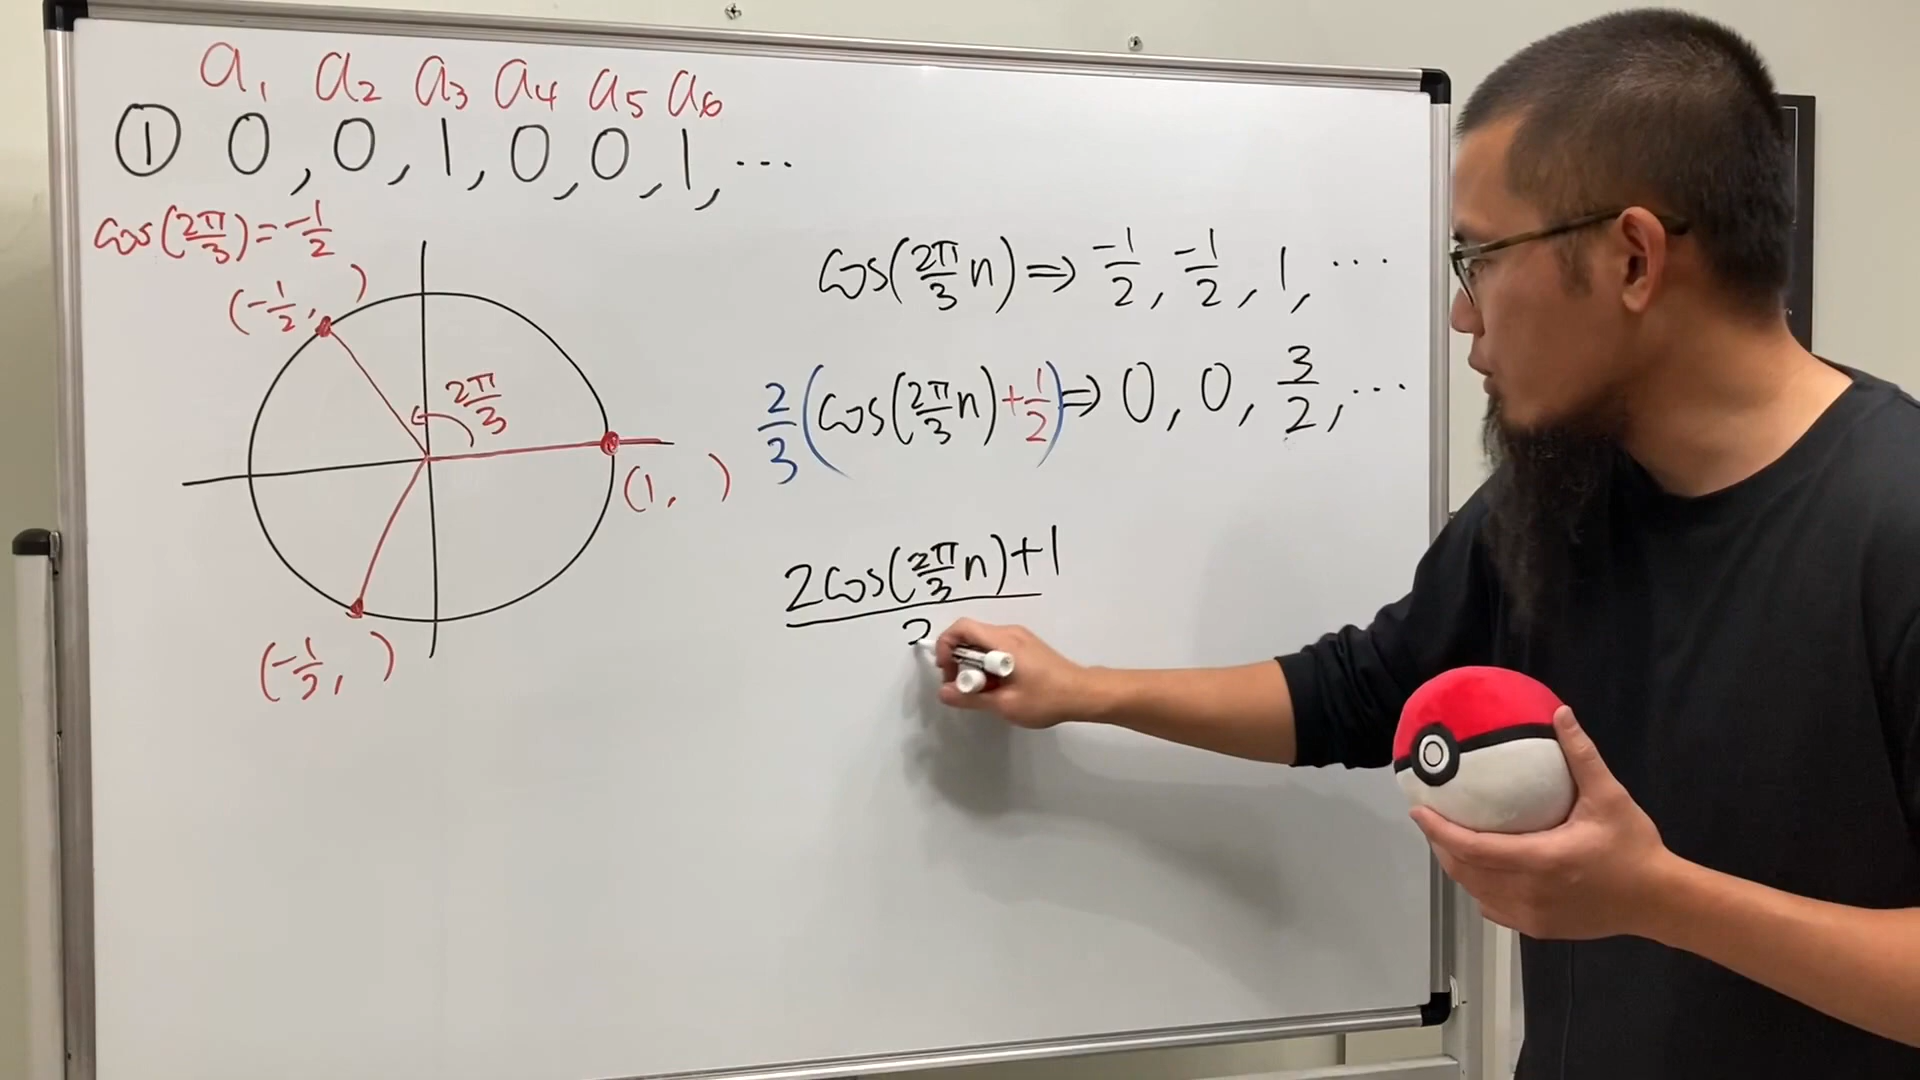 a₁ a₂ a₃ a₄ a₅ a₆
① 0, 0, 1, 0, 0, 1, ...
cos(2π/3) = -1/2
(-1/2, )
2π/3
(1, )
(-1/2, )
cos(2π/3 n) ⇒ -1/2, -1/2, 1, ...
2/3 (cos(2π/3 n) + 1/2) ⇒ 0, 0, 3/2, ...
2cos(2π/3 n) + 1